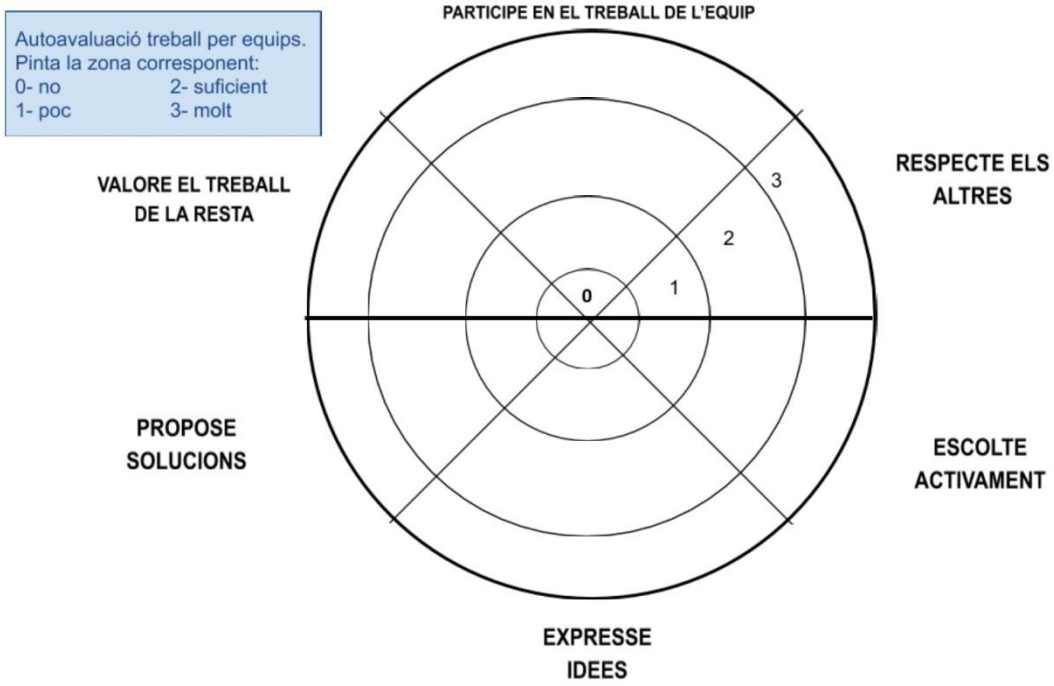 PARTICIPE EN EL TREBALL DE L'EQUIP
Autoavaluació treball per equips.
Pinta la zona corresponent:
0- no 2- suficient
1- poc 3- molt
VALORE EL TREBALL
DE LA RESTA
RESPECTE ELS
ALTRES
3
2
1
0
PROPOSE
SOLUCIONS
ESCOLTE
ACTIVAMENT
EXPRESSE
IDEES